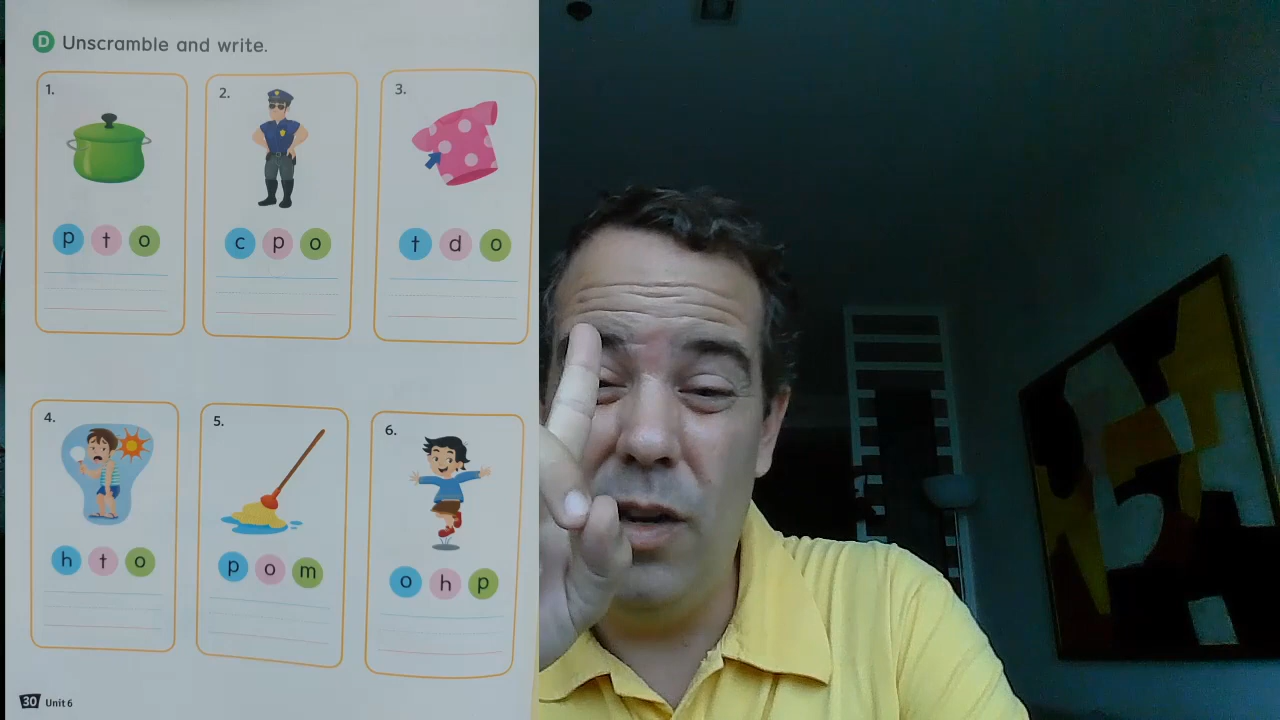 D Unscramble and write.
1.
p t o
2.
c p o
3.
t d o
4.
h t o
5.
p o m
6.
o h p
30 Unit 6